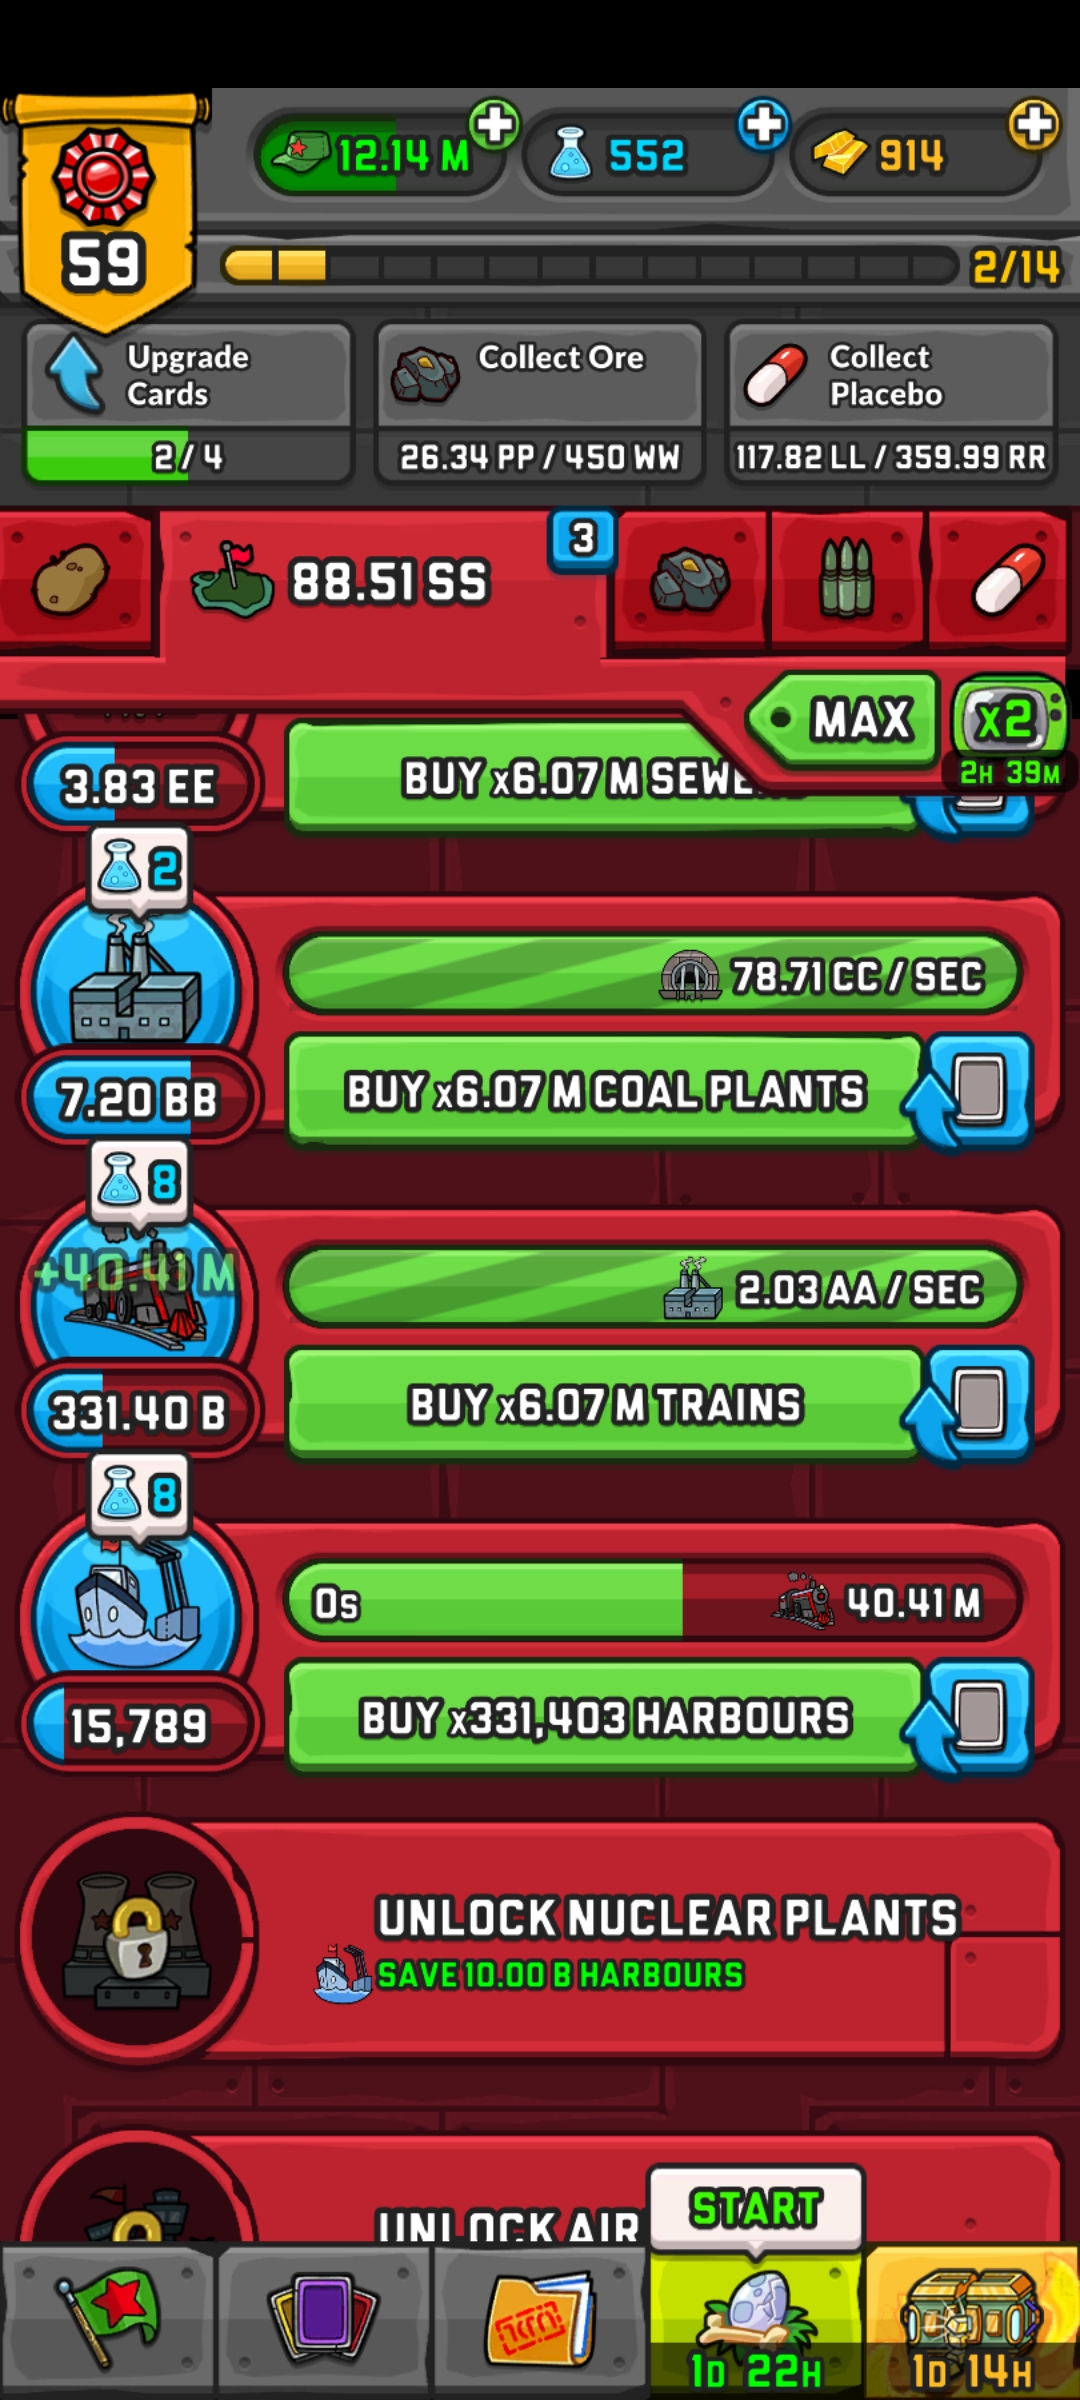 12.14 M
552
914
59
2/14
Upgrade
Cards
2/4
Collect Ore
26.34 PP / 450 WW
Collect
Placebo
117.82 LL / 359.99 RR
88.51 SS
3
MAX
x2
2H 39M
3.83 EE
BUY x6.07 M SEWE
2
78.71 CC / SEC
7.20 BB
BUY x6.07 M COAL PLANTS
8
+40.41 M
2.03 AA / SEC
331.40 B
BUY x6.07 M TRAINS
8
0s
40.41 M
15,789
BUY x331,403 HARBOURS
UNLOCK NUCLEAR PLANTS
SAVE 10.00 B HARBOURS
UNLOCK AIR
START
1D 22H
1D 14H